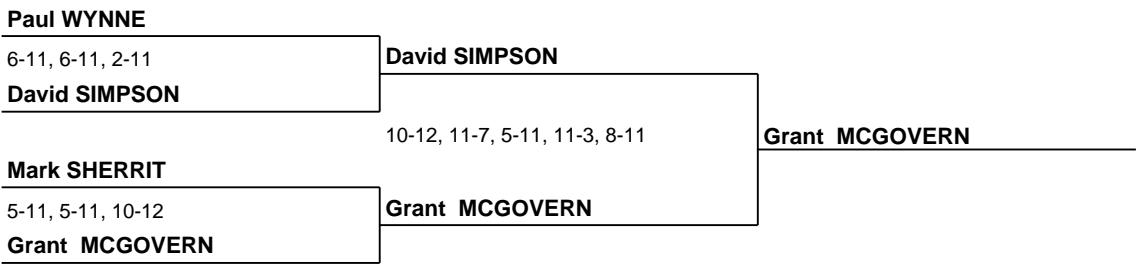 Paul WYNNE
6-11, 6-11, 2-11
David SIMPSON
David SIMPSON
10-12, 11-7, 5-11, 11-3, 8-11
Grant MCGOVERN
Mark SHERRIT
5-11, 5-11, 10-12
Grant MCGOVERN
Grant MCGOVERN